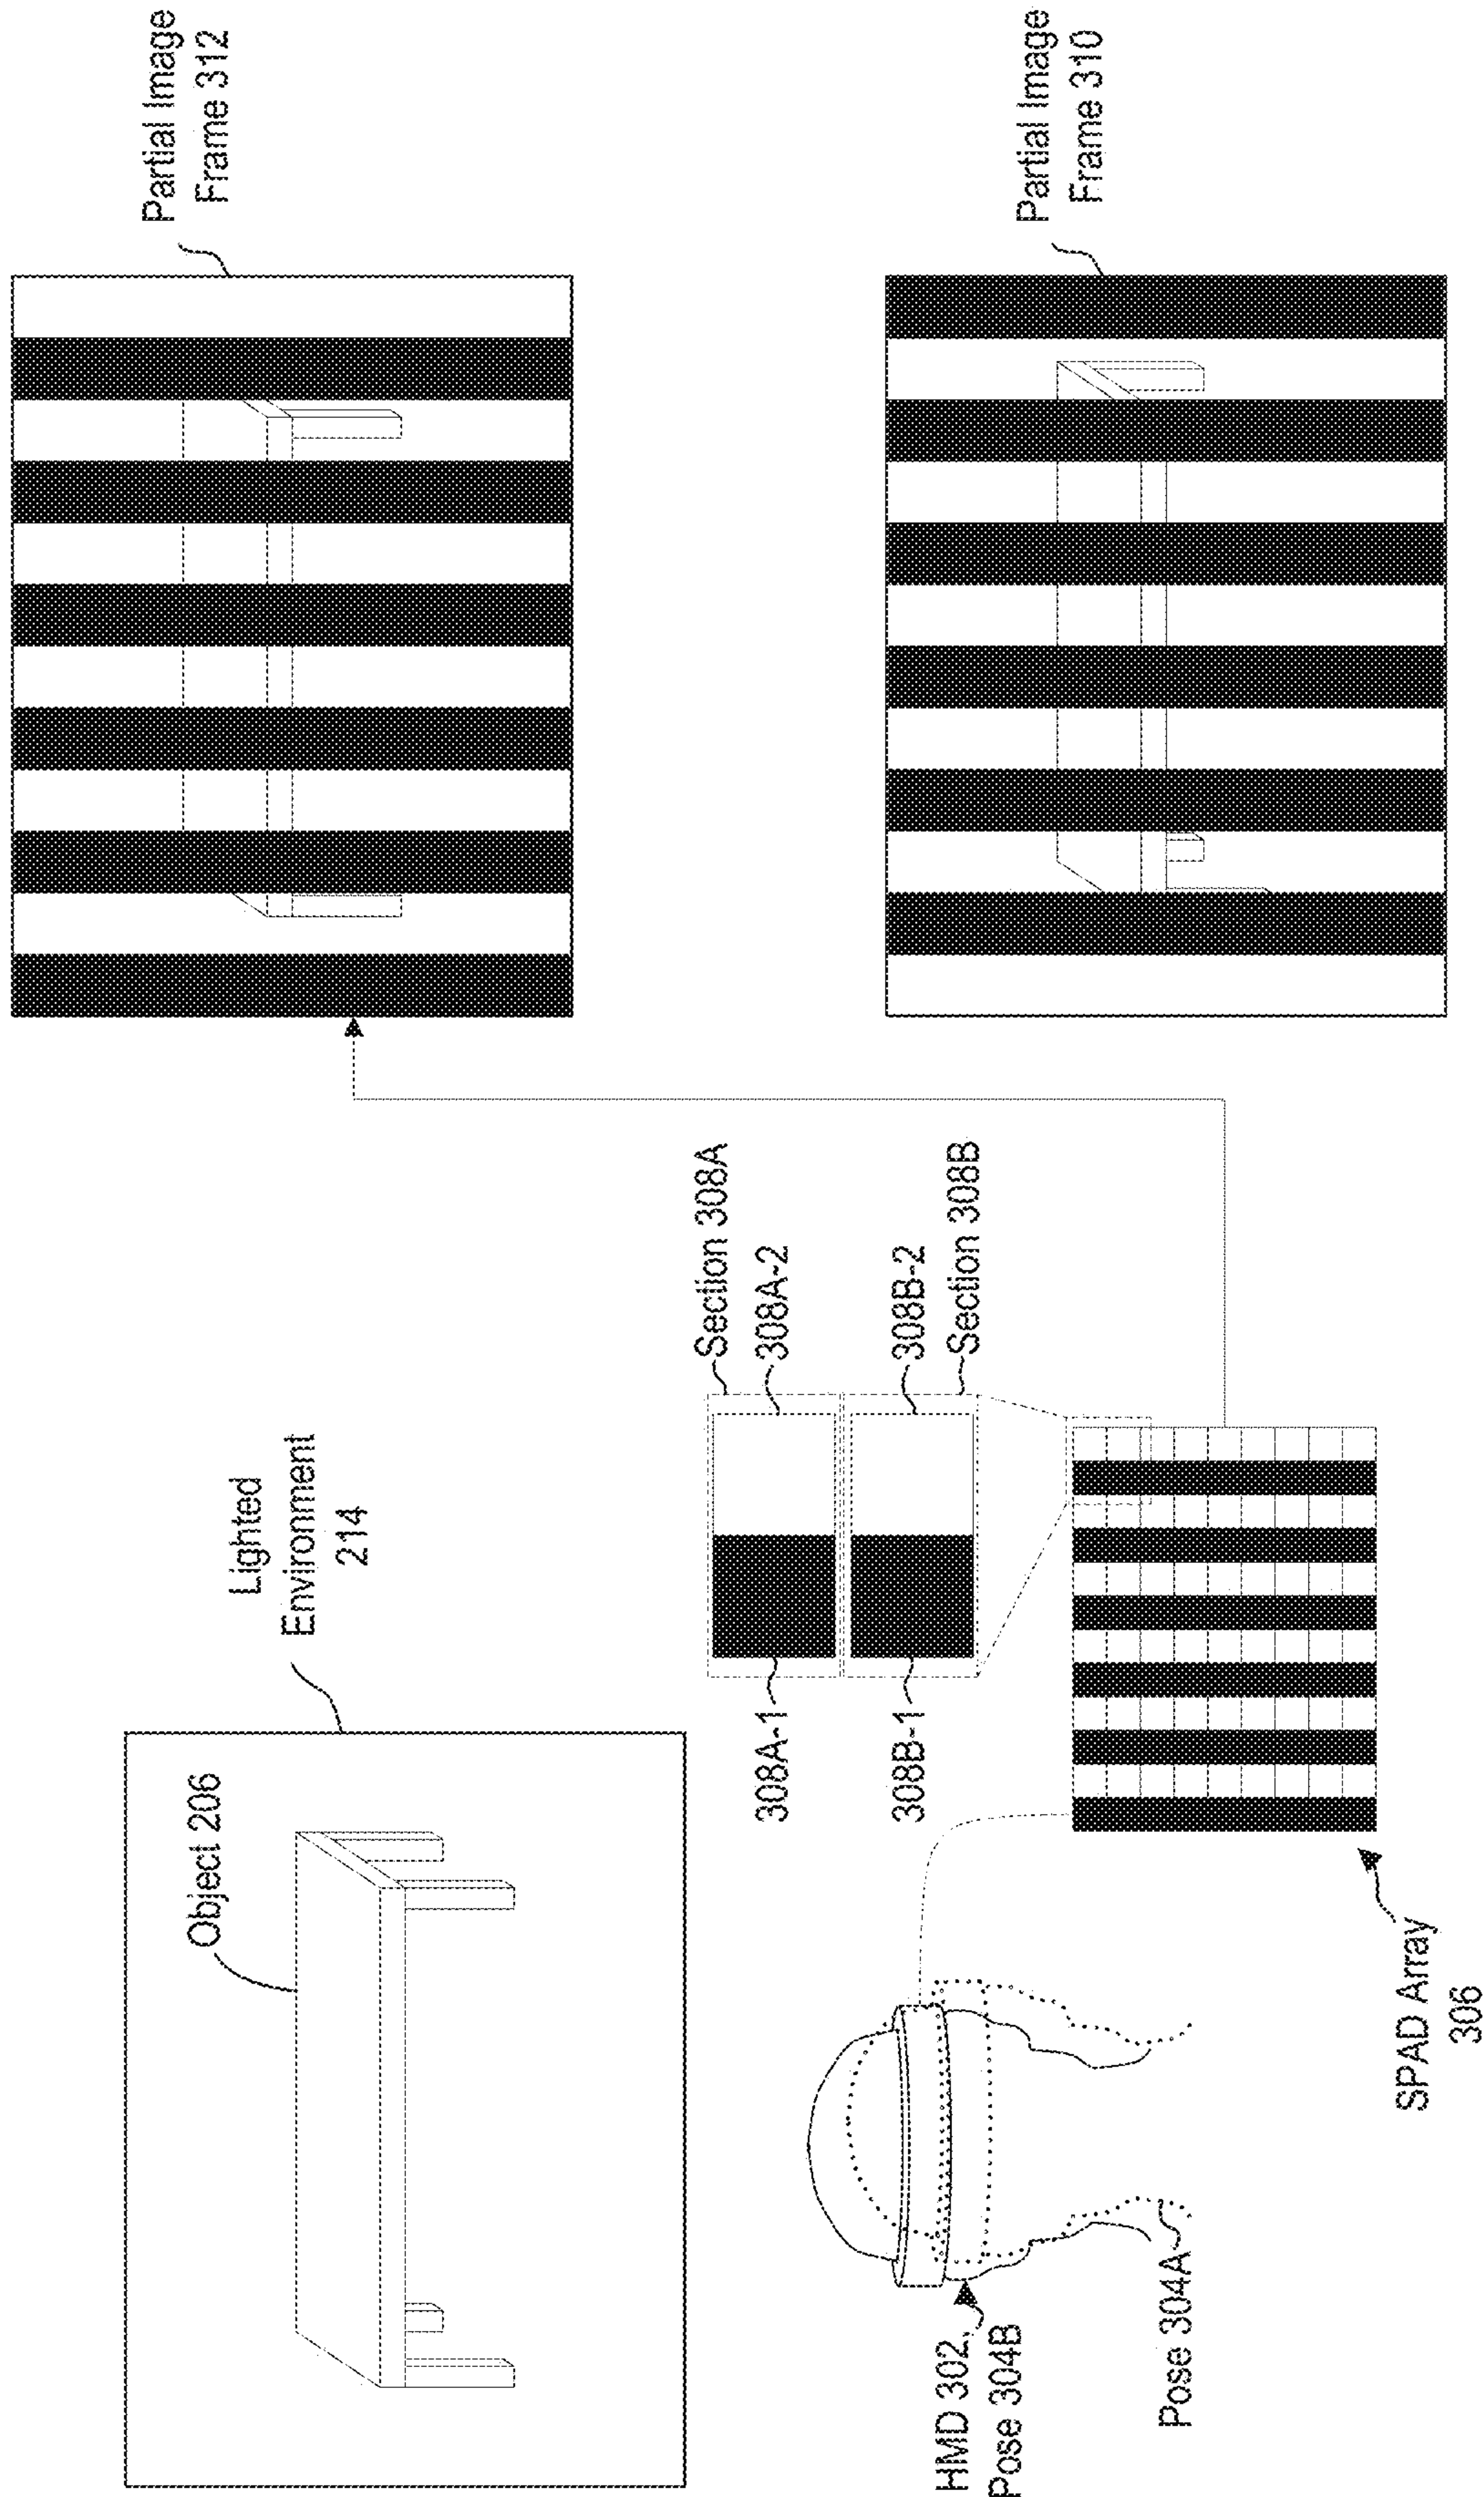 Lighted
Environment
214
Object 206
Partial Image
Frame 312
Section 308A
308A-2
308A-1
308B-1
308B-2
Section 308B
HMD 302,
Pose 304B
Pose 304A
SPAD Array
306
Partial Image
Frame 310